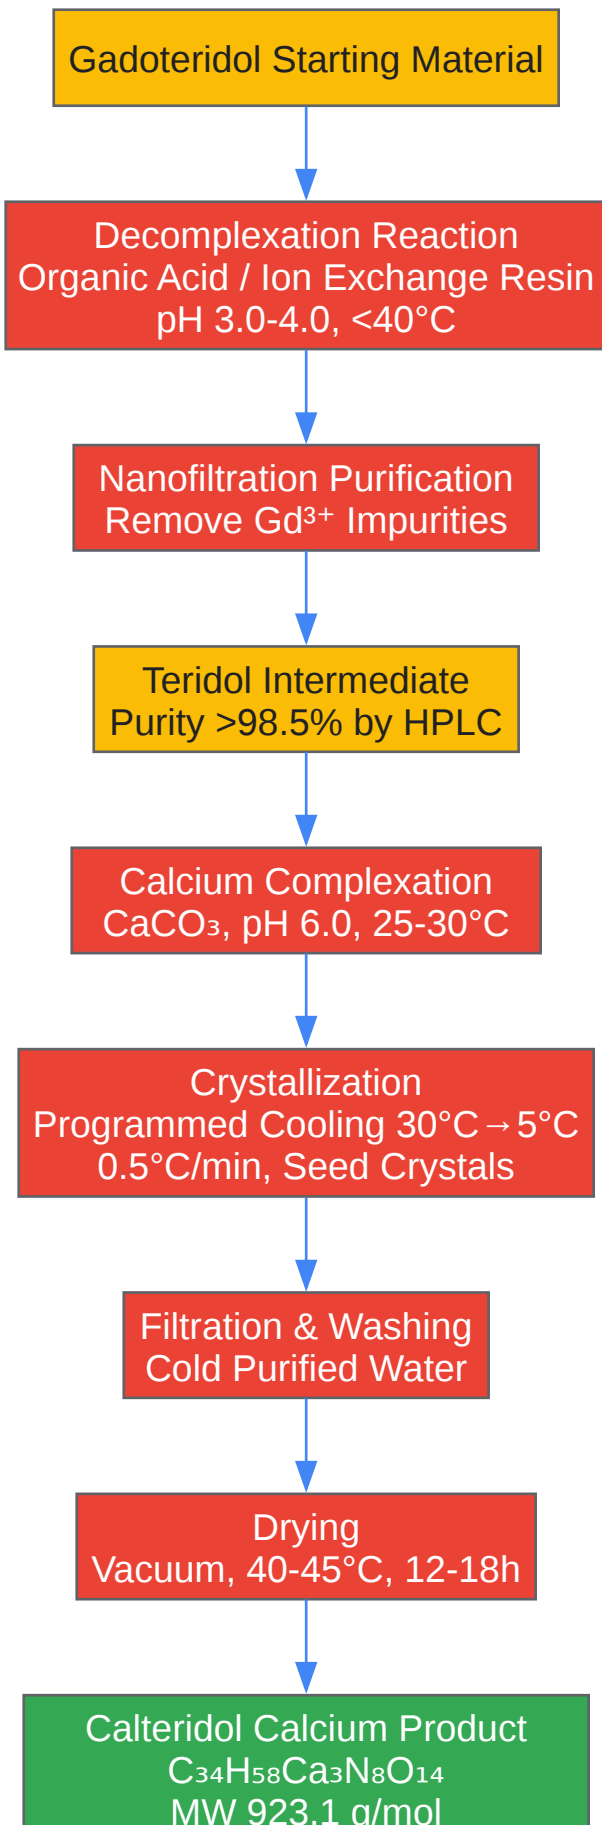 Gadoteridol Starting Material
Decomplexation Reaction
Organic Acid / Ion Exchange Resin
pH 3.0-4.0, <40°C
Nanofiltration Purification
Remove Gd³⁺ Impurities
Teridol Intermediate
Purity >98.5% by HPLC
Calcium Complexation
CaCO₃, pH 6.0, 25-30°C
Crystallization
Programmed Cooling 30°C→5°C
0.5°C/min, Seed Crystals
Filtration & Washing
Cold Purified Water
Drying
Vacuum, 40-45°C, 12-18h
Calteridol Calcium Product
C₃₄H₅₈Ca₃N₈O₁₄
MW 923.1 g/mol